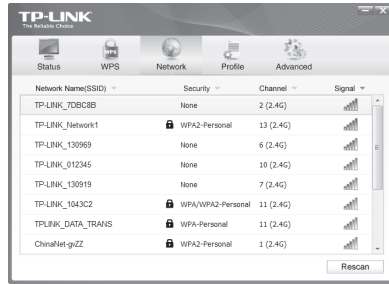 TP-LINK
The Reliable Choice
WPS
Status WPS Network Profile Advanced
Network Name(SSID) Security Channel Signal
TP-LINK_7DBC8B None 2 (2.4G)
TP-LINK_Network1 WPA2-Personal 13 (2.4G)
TP-LINK_130969 None 6 (2.4G)
TP-LINK_012345 None 10 (2.4G)
TP-LINK_130919 None 7 (2.4G)
TP-LINK_1043C2 WPA/WPA2-Personal 11 (2.4G)
TPLINK_DATA_TRANS WPA-Personal 11 (2.4G)
ChinaNet-gvZZ WPA2-Personal 1 (2.4G)
Rescan